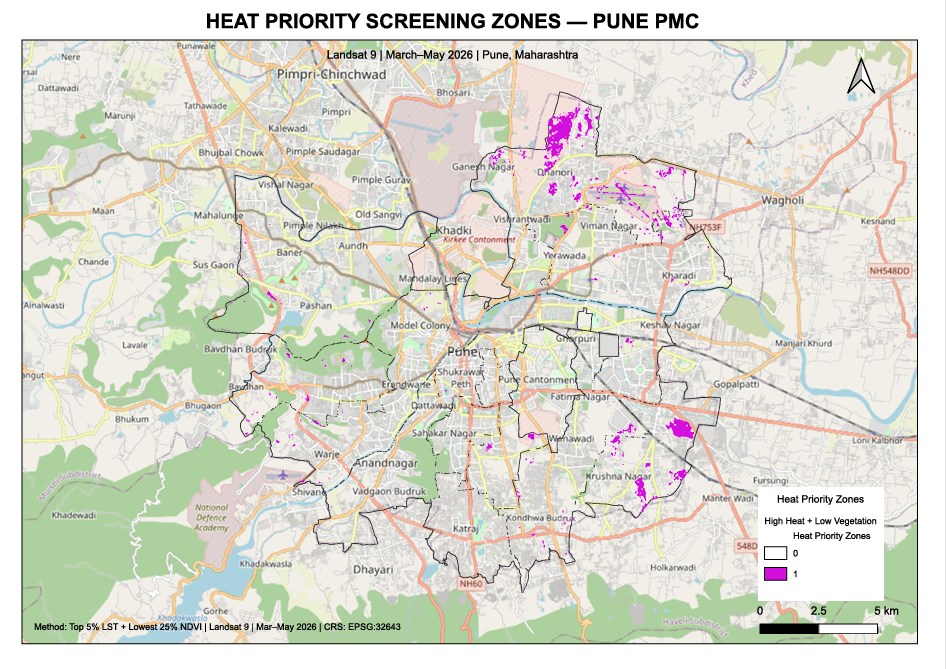 HEAT PRIORITY SCREENING ZONES — PUNE PMC
Landsat 9 | March–May 2026 | Pune, Maharashtra
N
Nere
Punawale
Pimpri-Chinchwad
Bhosari
Khed
Dattawadi
Marunji
Tathawade
Pimpri
Kalewadi
Bhujbal Chowk
Pimple Saudagar
Ganesh Nagar
Dhanori
Vishal Nagar
Pimple Gurav
Wagholi
Maan
Mahalunge
Old Sangvi
Pimple Nilakh
Khadki
Vishrantwadi
Viman Nagar
NH753F
Kesnand
Kirkee Cantonment
Aundh
Baner
Yerawada
Chande
Sus Gaon
Mandalay Lines
Kharadi
NH548DD
Ainalwasti
Pashan
Model Colony
Keshav Nagar
Ghorpuri
Manjari Khurd
Lavale
Bavdhan Budruk
Pune
Shukrawar
Peth
Pune Cantonment
Erandwane
Gopalpatti
Bavdhan
Fatima Nagar
Bhukum
Bhugaon
Dattawadi
Sahakar Nagar
Wanawadi
Loni Kalbhor
Warje
Anandnagar
Mulshi Subdistrict
Shivane
Vadgaon Budruk
Krushna Nagar
Fursungi
Manter Wadi
Khadewadi
National
Defence
Academy
Katraj
Kondhwa Budruk
548D
Khadakwasla
Dhayari
NH60
Holkarwadi
Gorhe
Khadakwasla
Haveli Subdistrict
Heat Priority Zones
High Heat + Low Vegetation
Heat Priority Zones
0
1
0 2.5 5 km
Method: Top 5% LST + Lowest 25% NDVI | Landsat 9 | Mar–May 2026 | CRS: EPSG:32643